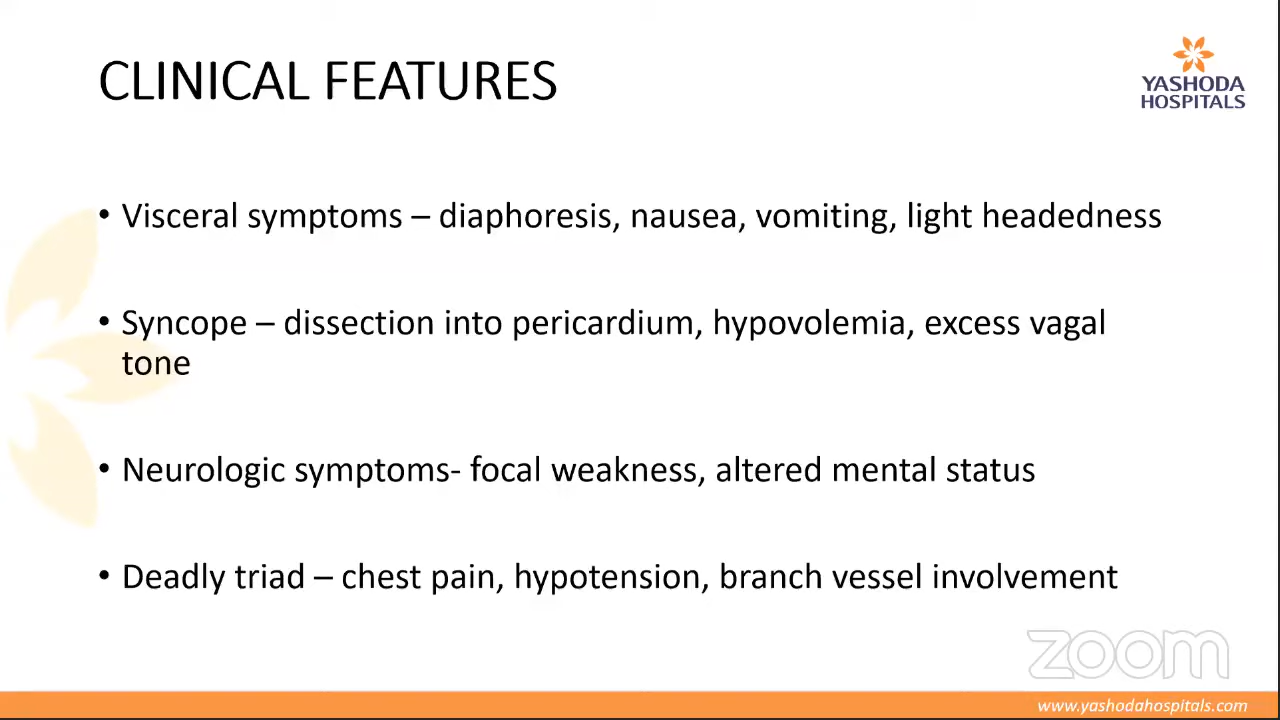 CLINICAL FEATURES
YASHODA
HOSPITALS
• Visceral symptoms – diaphoresis, nausea, vomiting, light headedness
• Syncope – dissection into pericardium, hypovolemia, excess vagal
tone
• Neurologic symptoms- focal weakness, altered mental status
• Deadly triad – chest pain, hypotension, branch vessel involvement
zoom
www.yashodahospitals.com